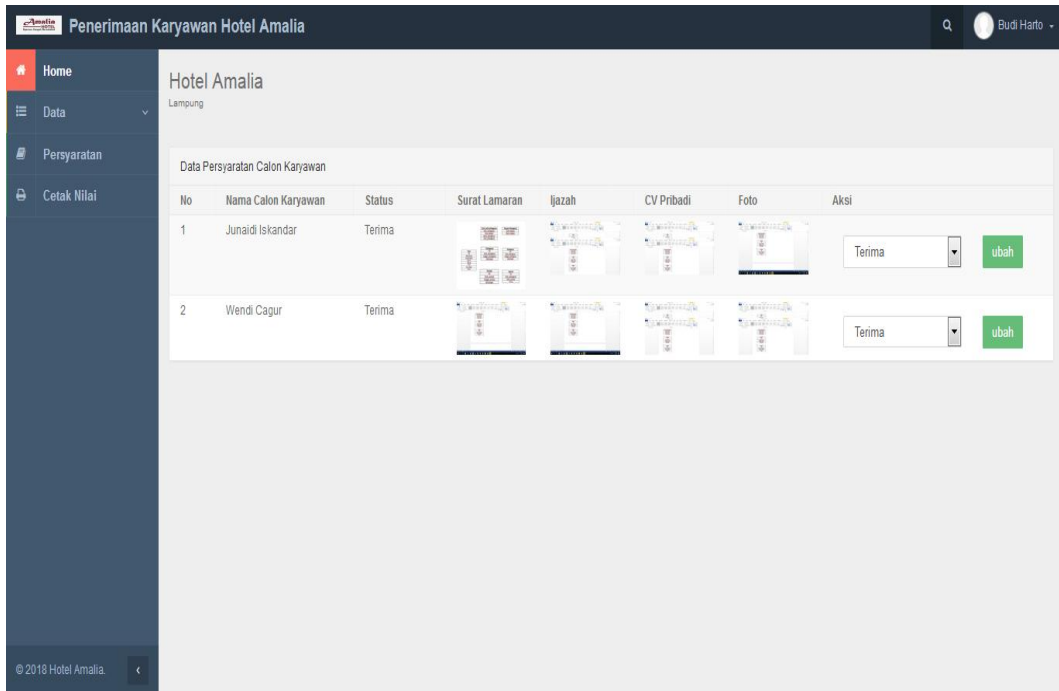 Amalia
HOTEL
Penerimaan Karyawan Hotel Amalia
Budi Harto
Home
Data
Persyaratan
Cetak Nilai
Hotel Amalia
Lampung
Data Persyaratan Calon Karyawan
No Nama Calon Karyawan Status Surat Lamaran Ijazah CV Pribadi Foto Aksi
1 Junaidi Iskandar Terima Terima ubah
2 Wendi Cagur Terima Terima ubah
© 2018 Hotel Amalia.